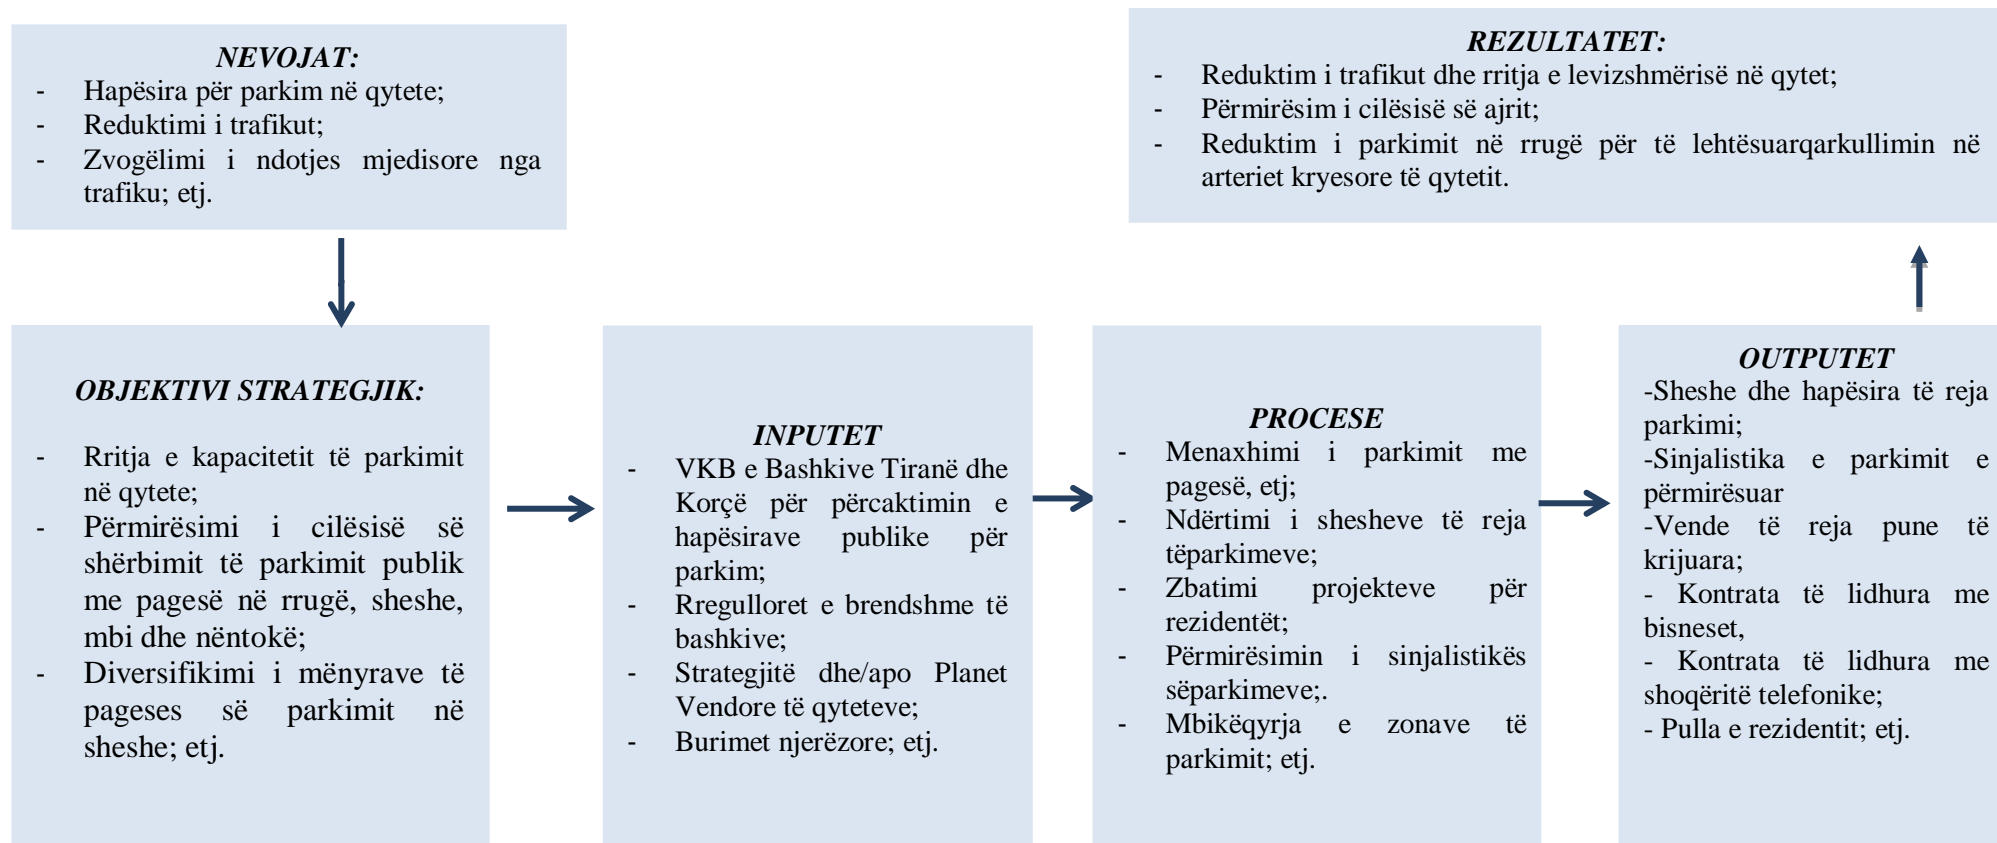 NEVOJAT:
- Hapësira për parkim në qytete;
- Reduktimi i trafikut;
- Zvogëlimi i ndotjes mjedisore nga
trafiku; etj.
REZULTATET:
- Reduktim i trafikut dhe rritja e levizshmërisë në qytet;
- Përmirësim i cilësisë së ajrit;
- Reduktim i parkimit në rrugë për të lehtësuarqarkullimin në
arteriet kryesore të qytetit.
OBJEKTIVI STRATEGJIK:
- Rritja e kapacitetit të parkimit
në qytete;
- Përmirësimi i cilësisë së
shërbimit të parkimit publik
me pagesë në rrugë, sheshe,
mbi dhe nëntokë;
- Diversifikimi i mënyrave të
pageses së parkimit në
sheshe; etj.
INPUTET
- VKB e Bashkive Tiranë dhe
Korçë për përcaktimin e
hapësirave publike për
parkim;
- Rregulloret e brendshme të
bashkive;
- Strategjitë dhe/apo Planet
Vendore të qyteteve;
- Burimet njerëzore; etj.
PROCESE
- Menaxhimi i parkimit me
pagesë, etj;
- Ndërtimi i shesheve të reja
tëparkimeve;
- Zbatimi projekteve për
rezidentët;
- Përmirësimin i sinjalistikës
sëparkimeve;.
- Mbikëqyrja e zonave të
parkimit; etj.
OUTPUTET
-Sheshe dhe hapësira të reja
parkimi;
-Sinjalistika e parkimit e
përmirësuar
-Vende të reja pune të
krijuara;
- Kontrata të lidhura me
bisneset,
- Kontrata të lidhura me
shoqëritë telefonike;
- Pulla e rezidentit; etj.